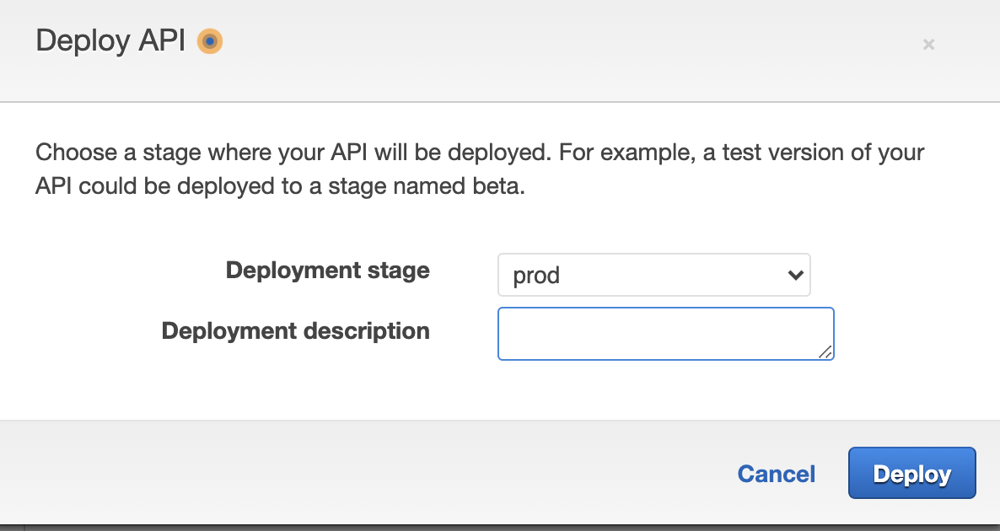 Deploy API
×
Choose a stage where your API will be deployed. For example, a test version of your
API could be deployed to a stage named beta.
Deployment stage prod
Deployment description
Cancel Deploy